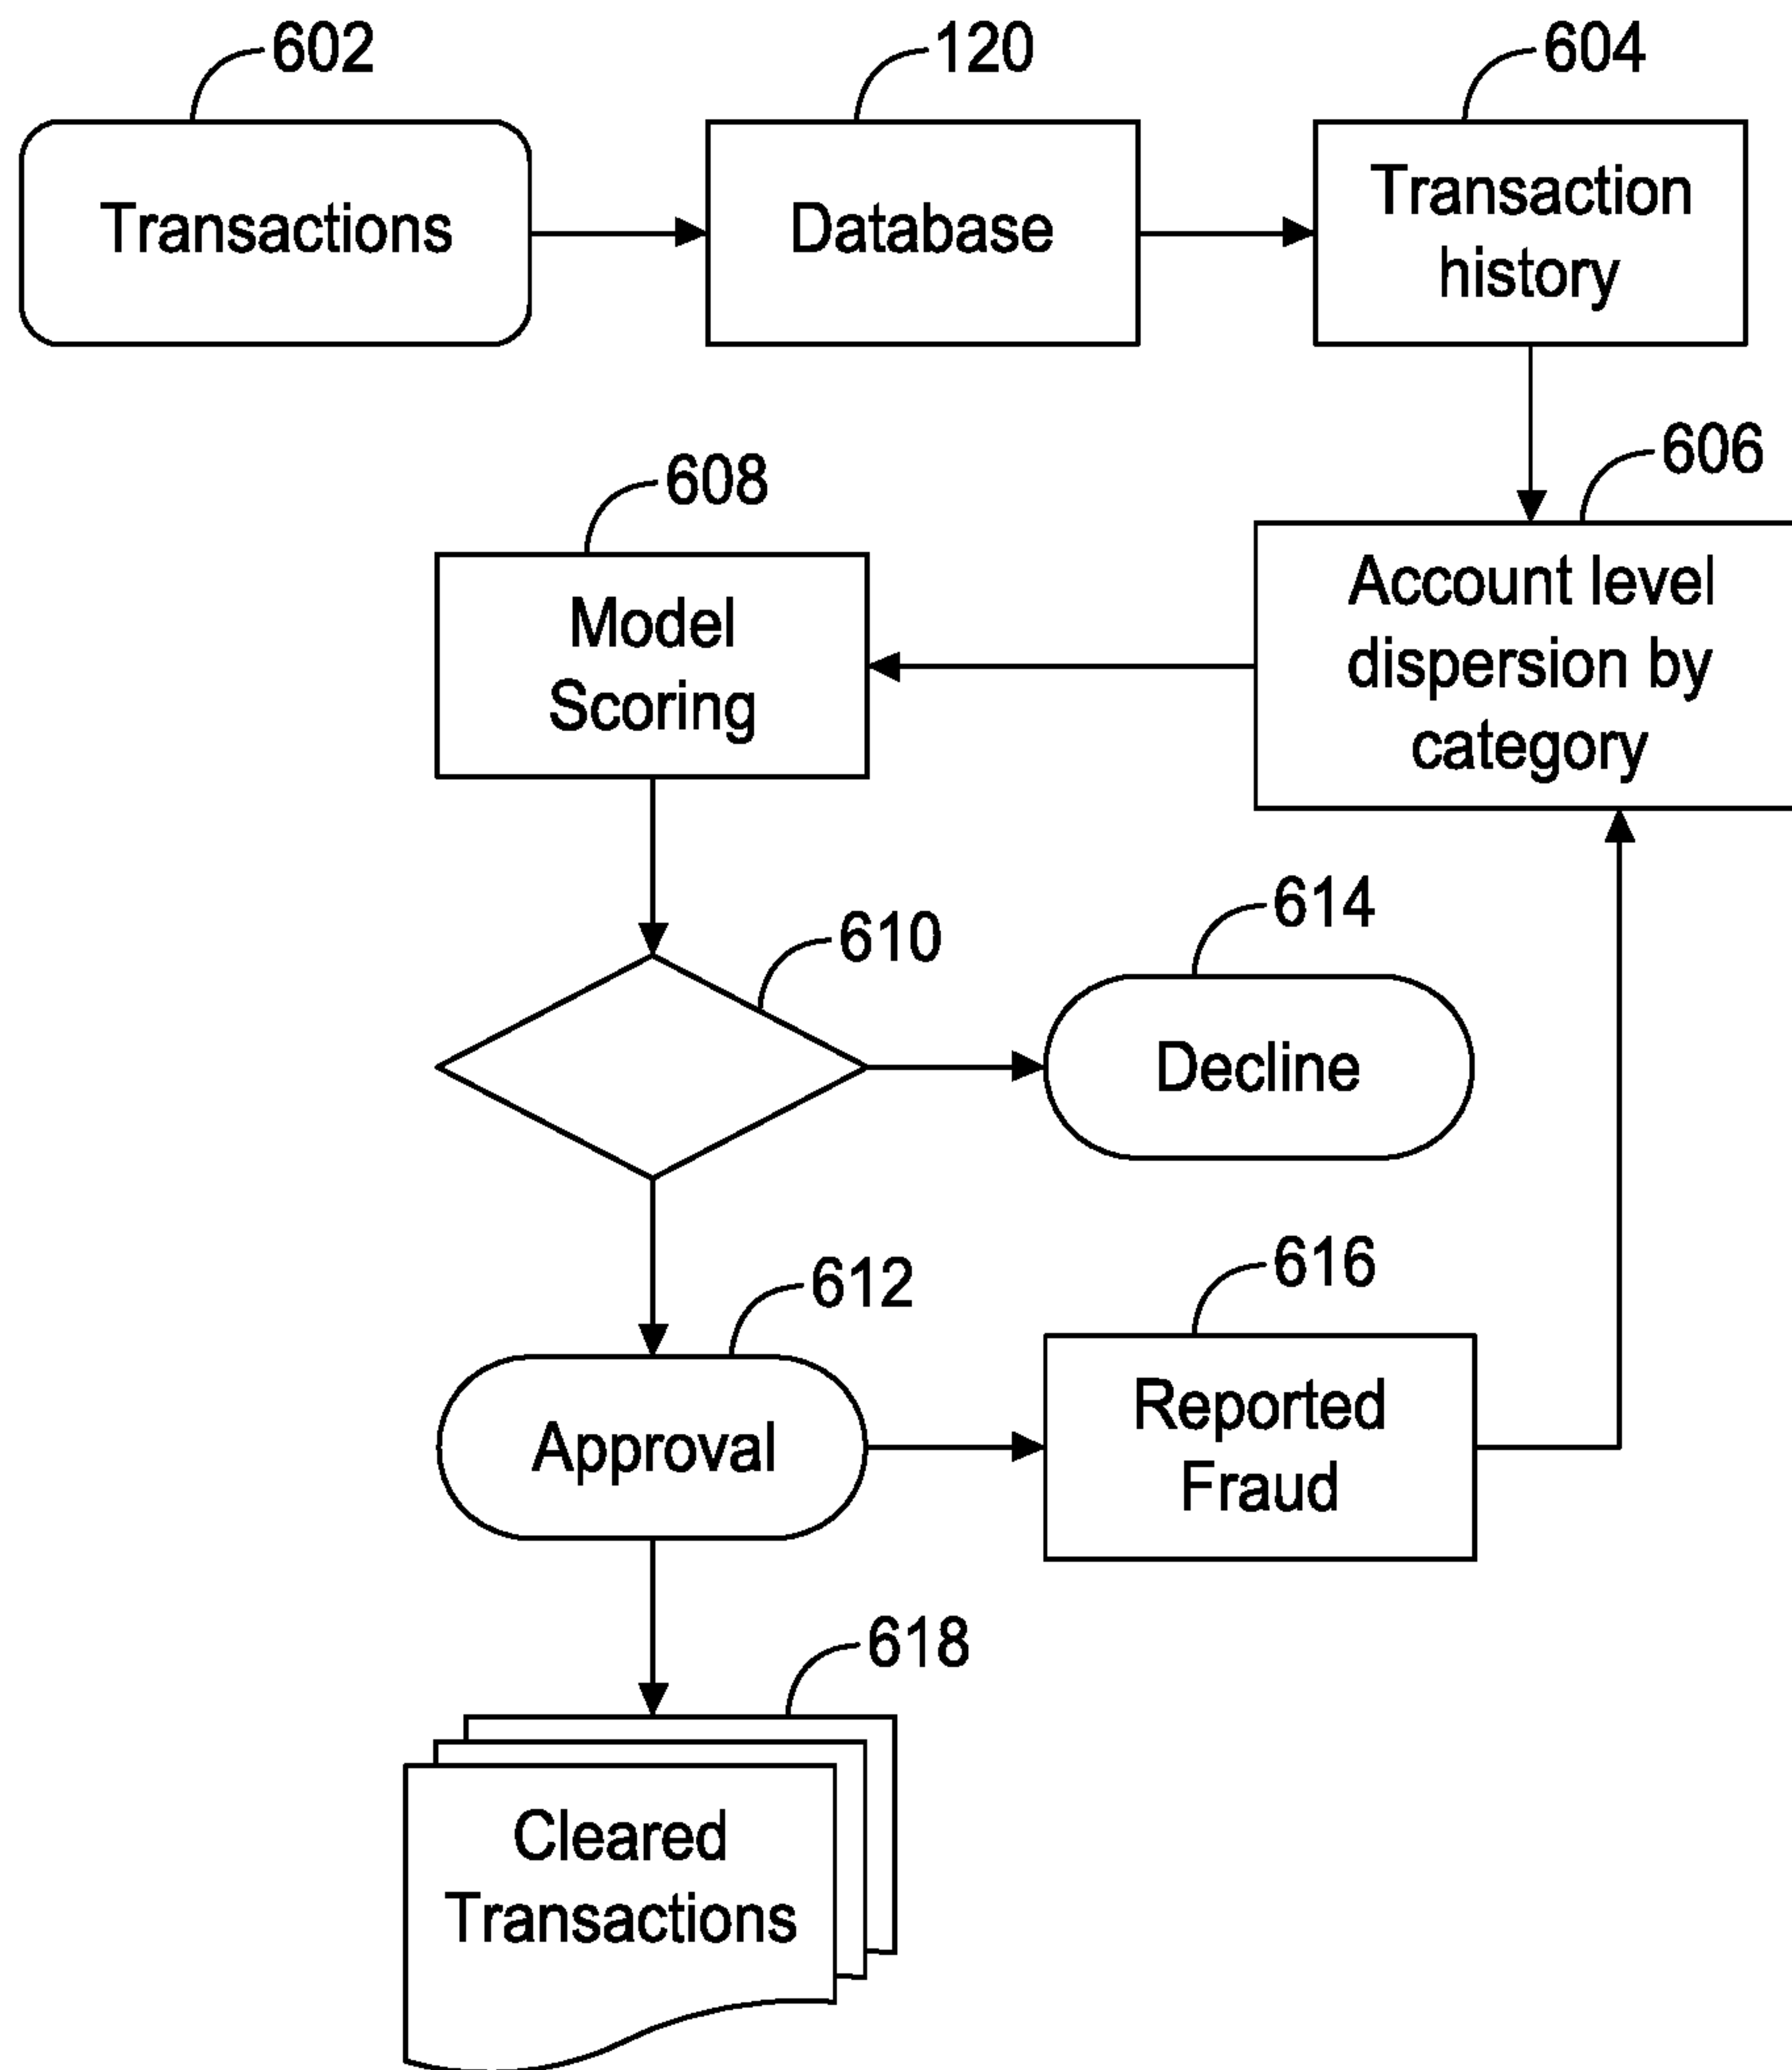 602
120
604
Transactions
Database
Transaction
history
606
608
Account level
dispersion by
category
Model
Scoring
614
610
Decline
616
612
Reported
Fraud
Approval
618
Cleared
Transactions